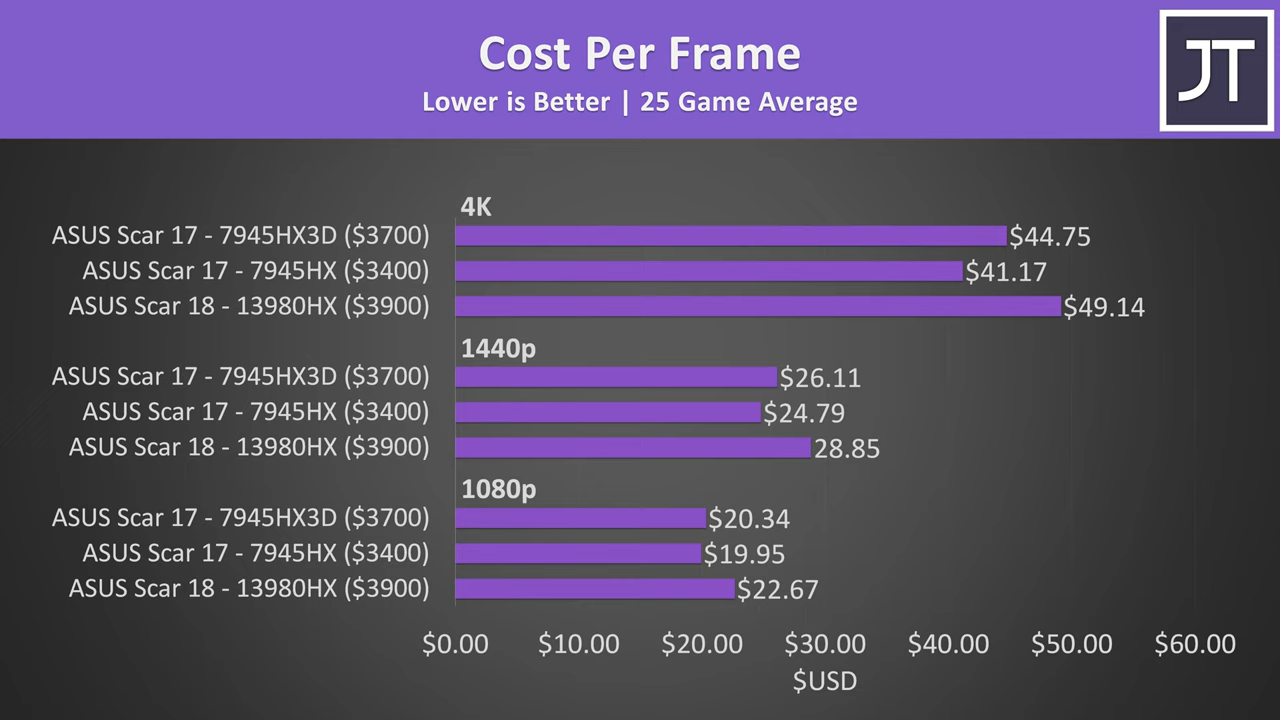 Cost Per Frame
Lower is Better | 25 Game Average
JT
4K
ASUS Scar 17 - 7945HX3D ($3700) $44.75
ASUS Scar 17 - 7945HX ($3400) $41.17
ASUS Scar 18 - 13980HX ($3900) $49.14
1440p
ASUS Scar 17 - 7945HX3D ($3700) $26.11
ASUS Scar 17 - 7945HX ($3400) $24.79
ASUS Scar 18 - 13980HX ($3900) 28.85
1080p
ASUS Scar 17 - 7945HX3D ($3700) $20.34
ASUS Scar 17 - 7945HX ($3400) $19.95
ASUS Scar 18 - 13980HX ($3900) $22.67
$0.00 $10.00 $20.00 $30.00 $40.00 $50.00 $60.00
$USD